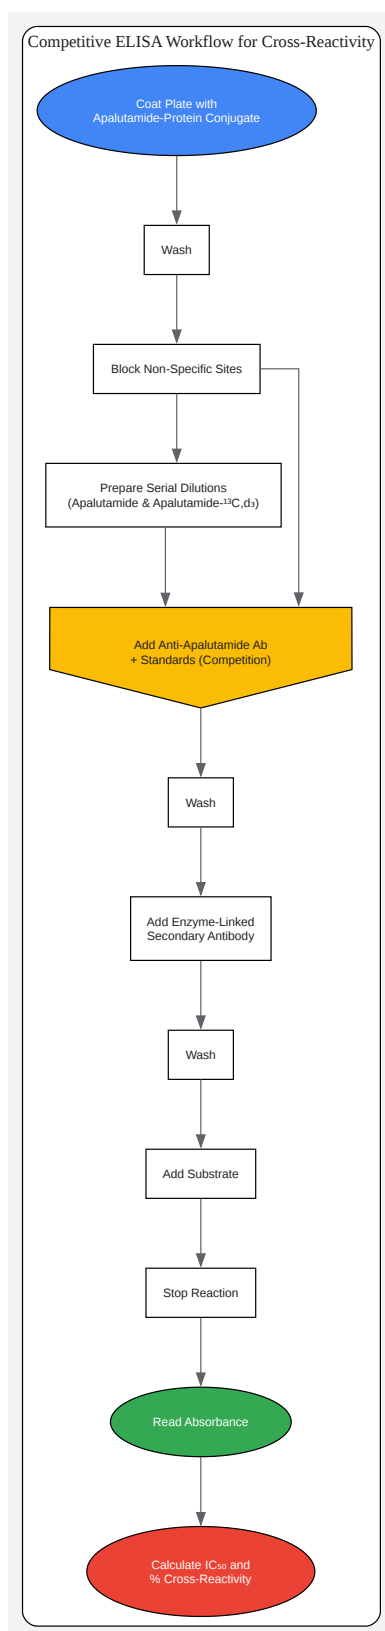 Competitive ELISA Workflow for Cross-Reactivity
Coat Plate with
Apalutamide-Protein Conjugate
Wash
Block Non-Specific Sites
Prepare Serial Dilutions
(Apalutamide & Apalutamide-¹³C,d₃)
Add Anti-Apalutamide Ab
+ Standards (Competition)
Wash
Add Enzyme-Linked
Secondary Antibody
Wash
Add Substrate
Stop Reaction
Read Absorbance
Calculate IC₅₀ and
% Cross-Reactivity